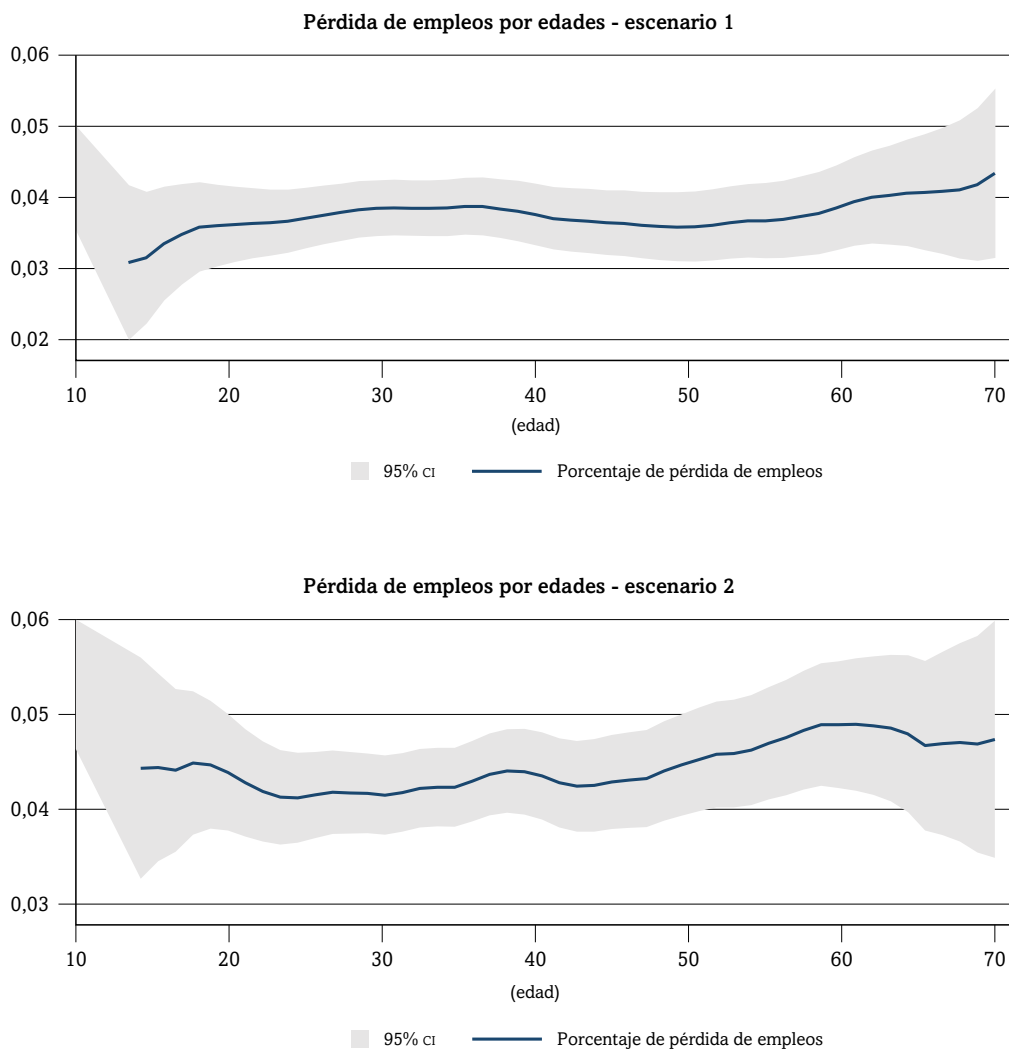 Pérdida de empleos por edades - escenario 1
0,06
0,05
0,04
0,03
0,02
10 20 30 40 50 60 70
(edad)
95% CI Porcentaje de pérdida de empleos
Pérdida de empleos por edades - escenario 2
0,06
0,05
0,04
0,03
10 20 30 40 50 60 70
(edad)
95% CI Porcentaje de pérdida de empleos